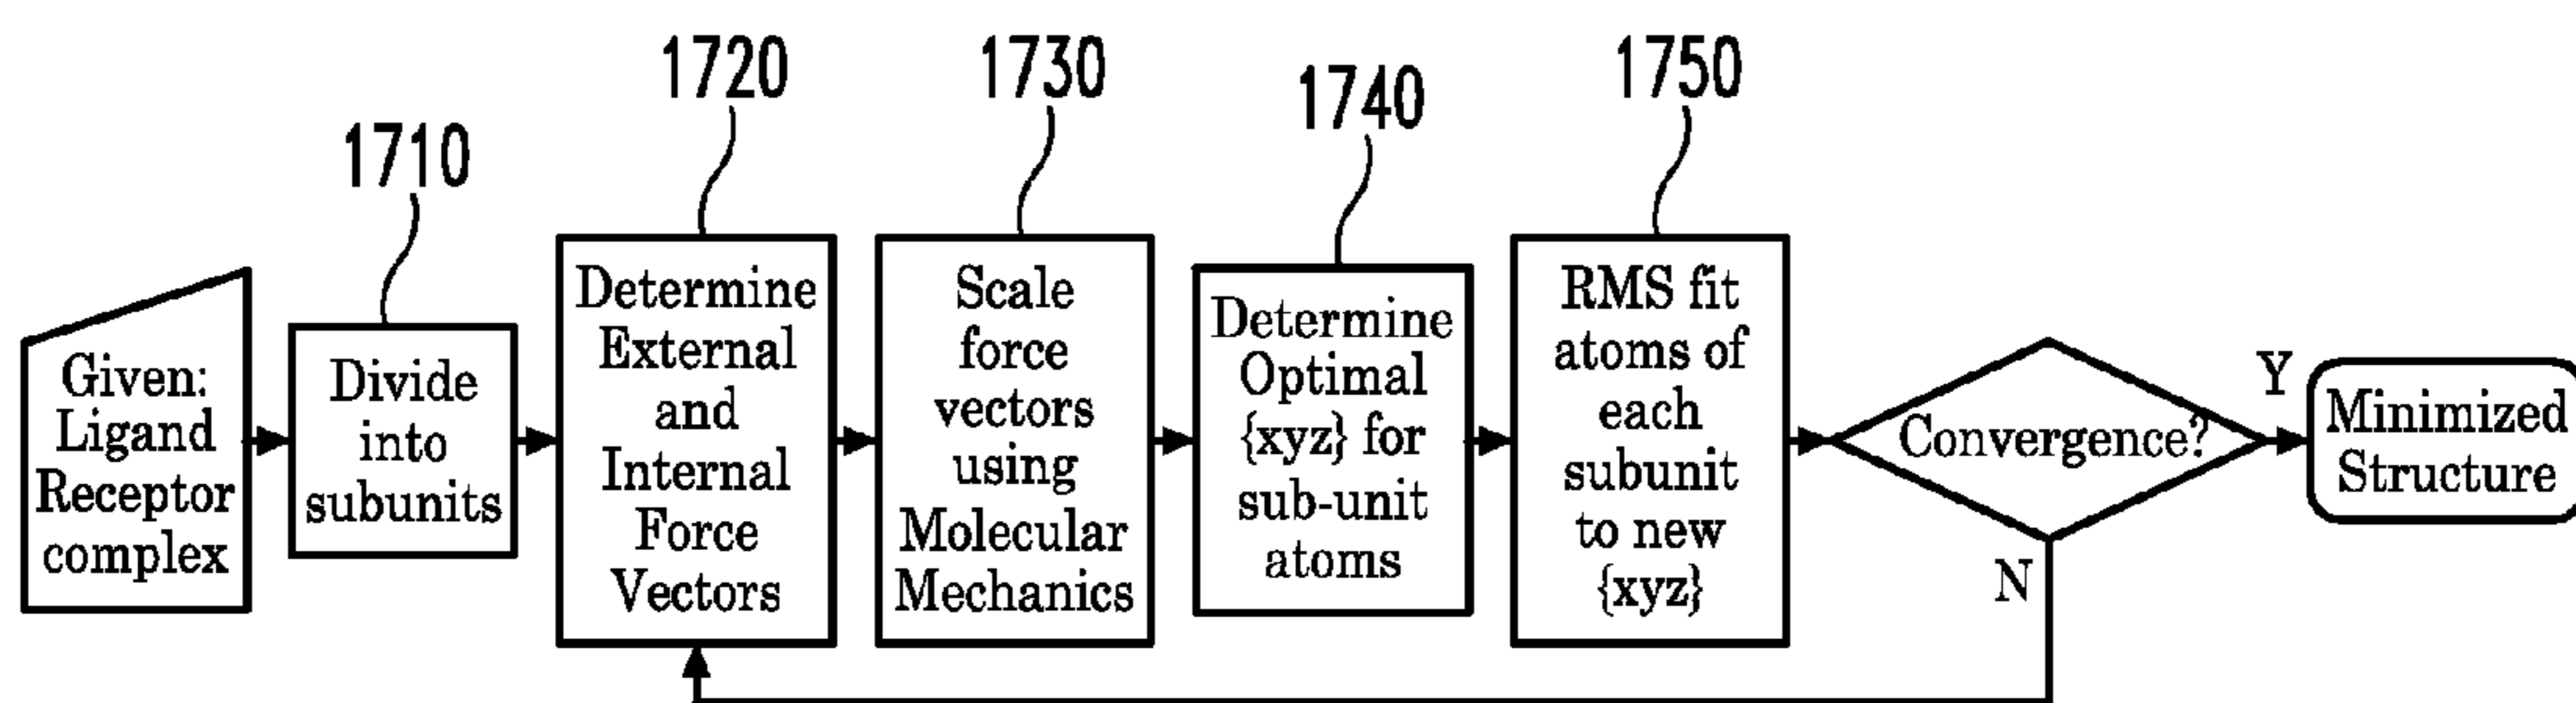 1710
1720
1730
1740
1750
Given:
Ligand
Receptor
complex
Divide
into
subunits
Determine
External
and
Internal
Force
Vectors
Scale
force
vectors
using
Molecular
Mechanics
Determine
Optimal
{xyz} for
sub-unit
atoms
RMS fit
atoms of
each
subunit
to new
{xyz}
Convergence?
Y
N
Minimized
Structure